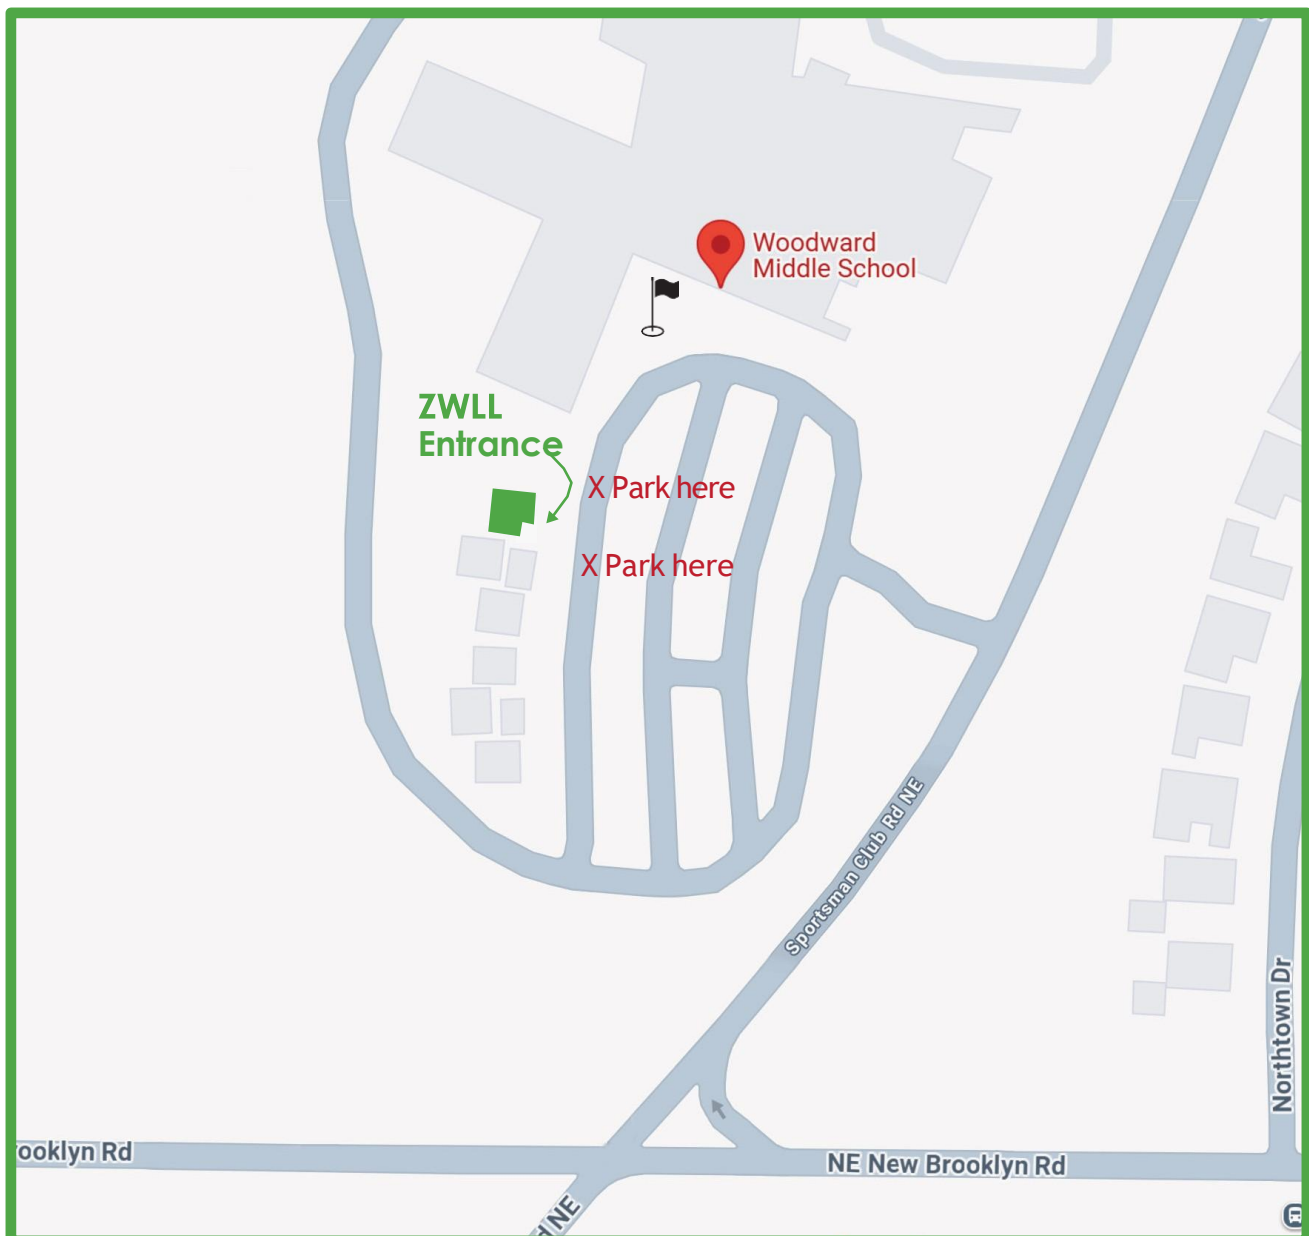 Woodward
Middle School
ZWLL
Entrance
X Park here
X Park here
Sportsman Club Rd NE
Northtown Dr
ooklyn Rd
NE New Brooklyn Rd
d NE